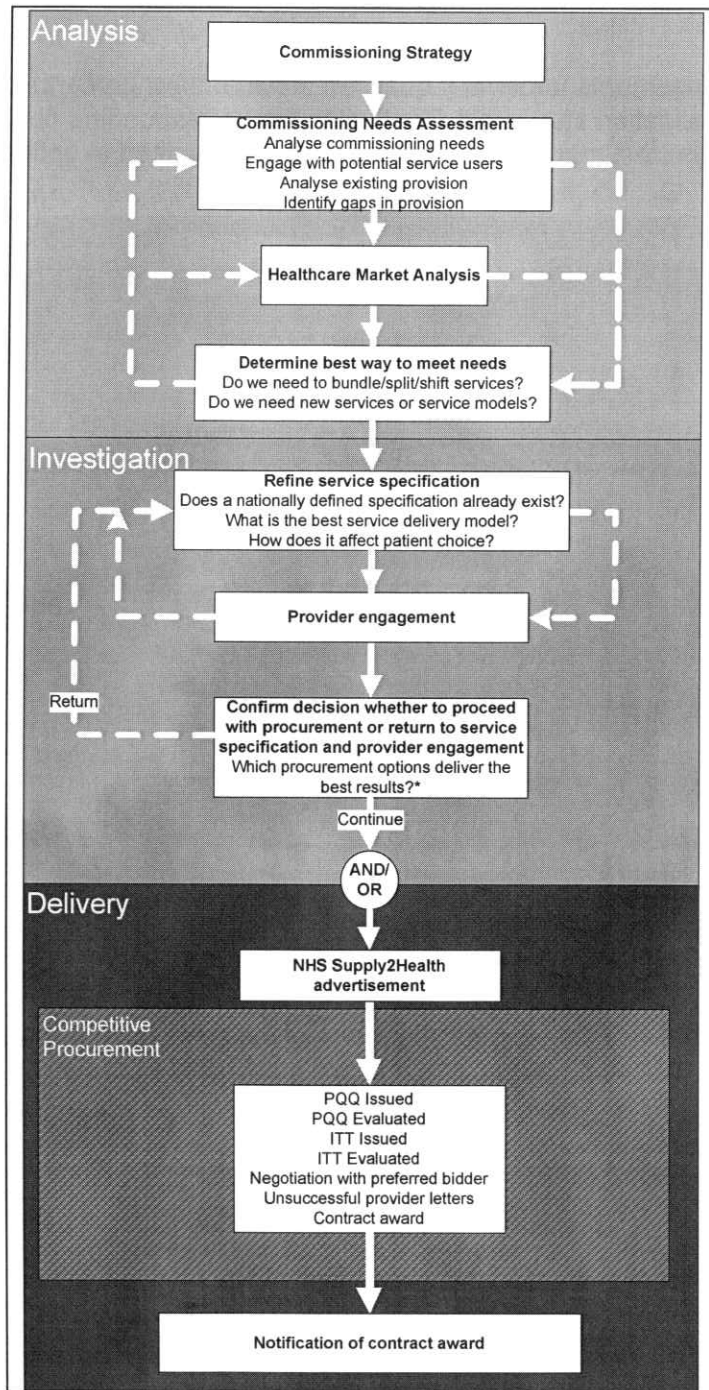 Analysis
Commissioning Strategy
Commissioning Needs Assessment
Analyse commissioning needs
Engage with potential service users
Analyse existing provision
Identify gaps in provision
Healthcare Market Analysis
Determine best way to meet needs
Do we need to bundle/split/shift services?
Do we need new services or service models?
Investigation
Refine service specification
Does a nationally defined specification already exist?
What is the best service delivery model?
How does it affect patient choice?
Provider engagement
Return
Confirm decision whether to proceed
with procurement or return to service
specification and provider engagement
Which procurement options deliver the
best results?*
Continue
AND/
OR
Delivery
NHS Supply2Health
advertisement
Competitive
Procurement
PQQ Issued
PQQ Evaluated
ITT Issued
ITT Evaluated
Negotiation with preferred bidder
Unsuccessful provider letters
Contract award
Notification of contract award